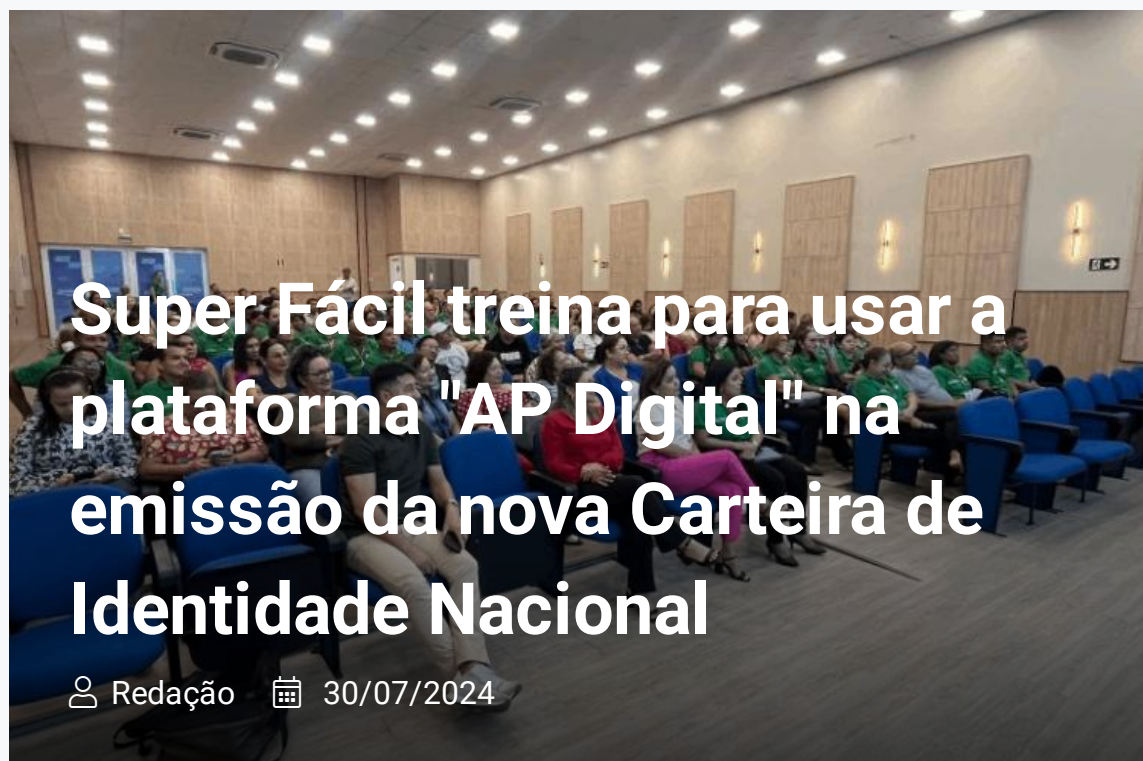 Super Fácil treina para usar a
plataforma "AP Digital" na
emissão da nova Carteira de
Identidade Nacional
Redação 30/07/2024